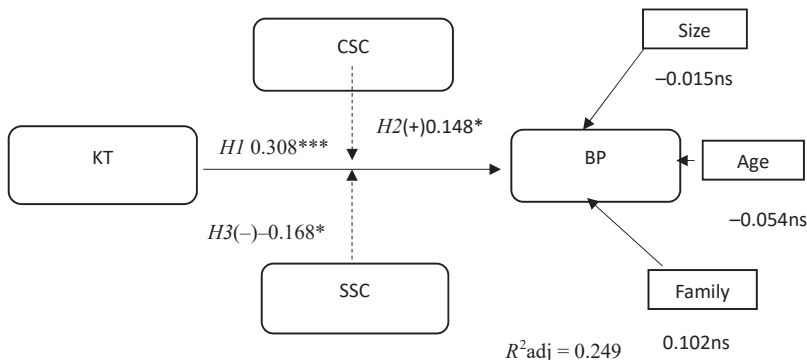 CSC
Size
−0.015ns
H2(+)0.148*
H1 0.308***
KT
BP
Age
−0.054ns
H3(−)−0.168*
SSC
Family
0.102ns
R²adj = 0.249